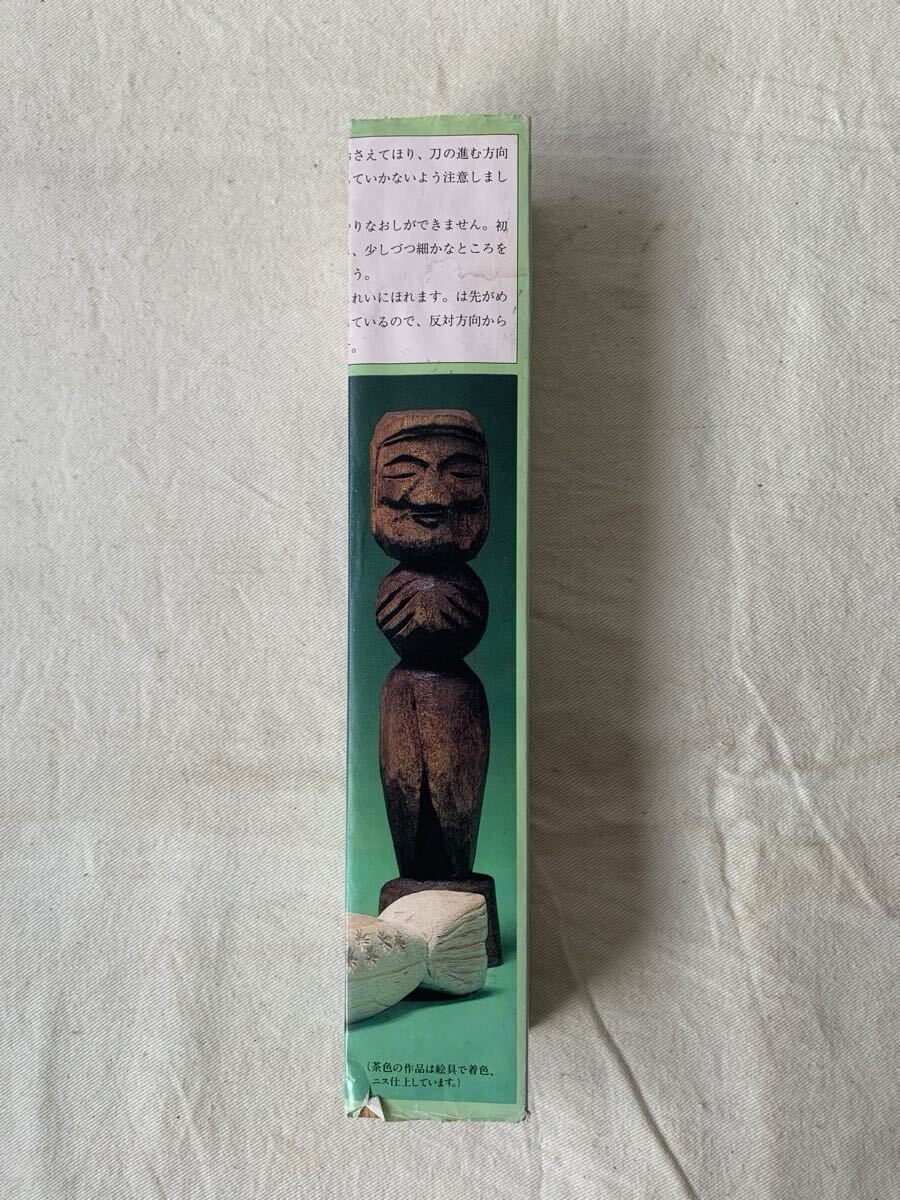 さえてほり、刀の進む方向
ていかないよう注意しまし
りなおしができません。初
、少しづつ細かなところを
う。
れいにほれます。は先がめ
ているので、反対方向から
。
（茶色の作品は絵具で着色、
ニス仕上しています。）